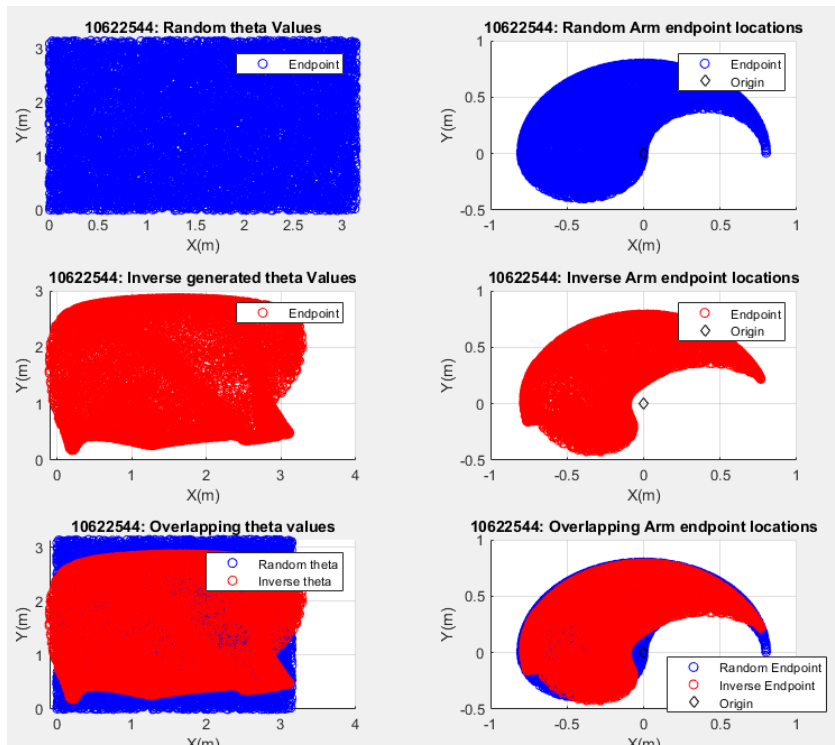 10622544: Random theta Values
Y(m)
3
2
1
0
0 0.5 1 1.5 2 2.5 3
X(m)
Endpoint
10622544: Random Arm endpoint locations
Y(m)
1
0.5
0
-0.5
-1 -0.5 0 0.5 1
X(m)
Endpoint
Origin
10622544: Inverse generated theta Values
Y(m)
3
2
1
0
0 1 2 3 4
X(m)
Endpoint
10622544: Inverse Arm endpoint locations
Y(m)
1
0.5
0
-0.5
-1 -0.5 0 0.5 1
X(m)
Endpoint
Origin
10622544: Overlapping theta values
Y(m)
3
2
1
0
0 1 2 3 4
X(m)
Random theta
Inverse theta
10622544: Overlapping Arm endpoint locations
Y(m)
1
0.5
0
-0.5
-1 -0.5 0 0.5 1
X(m)
Random Endpoint
Inverse Endpoint
Origin